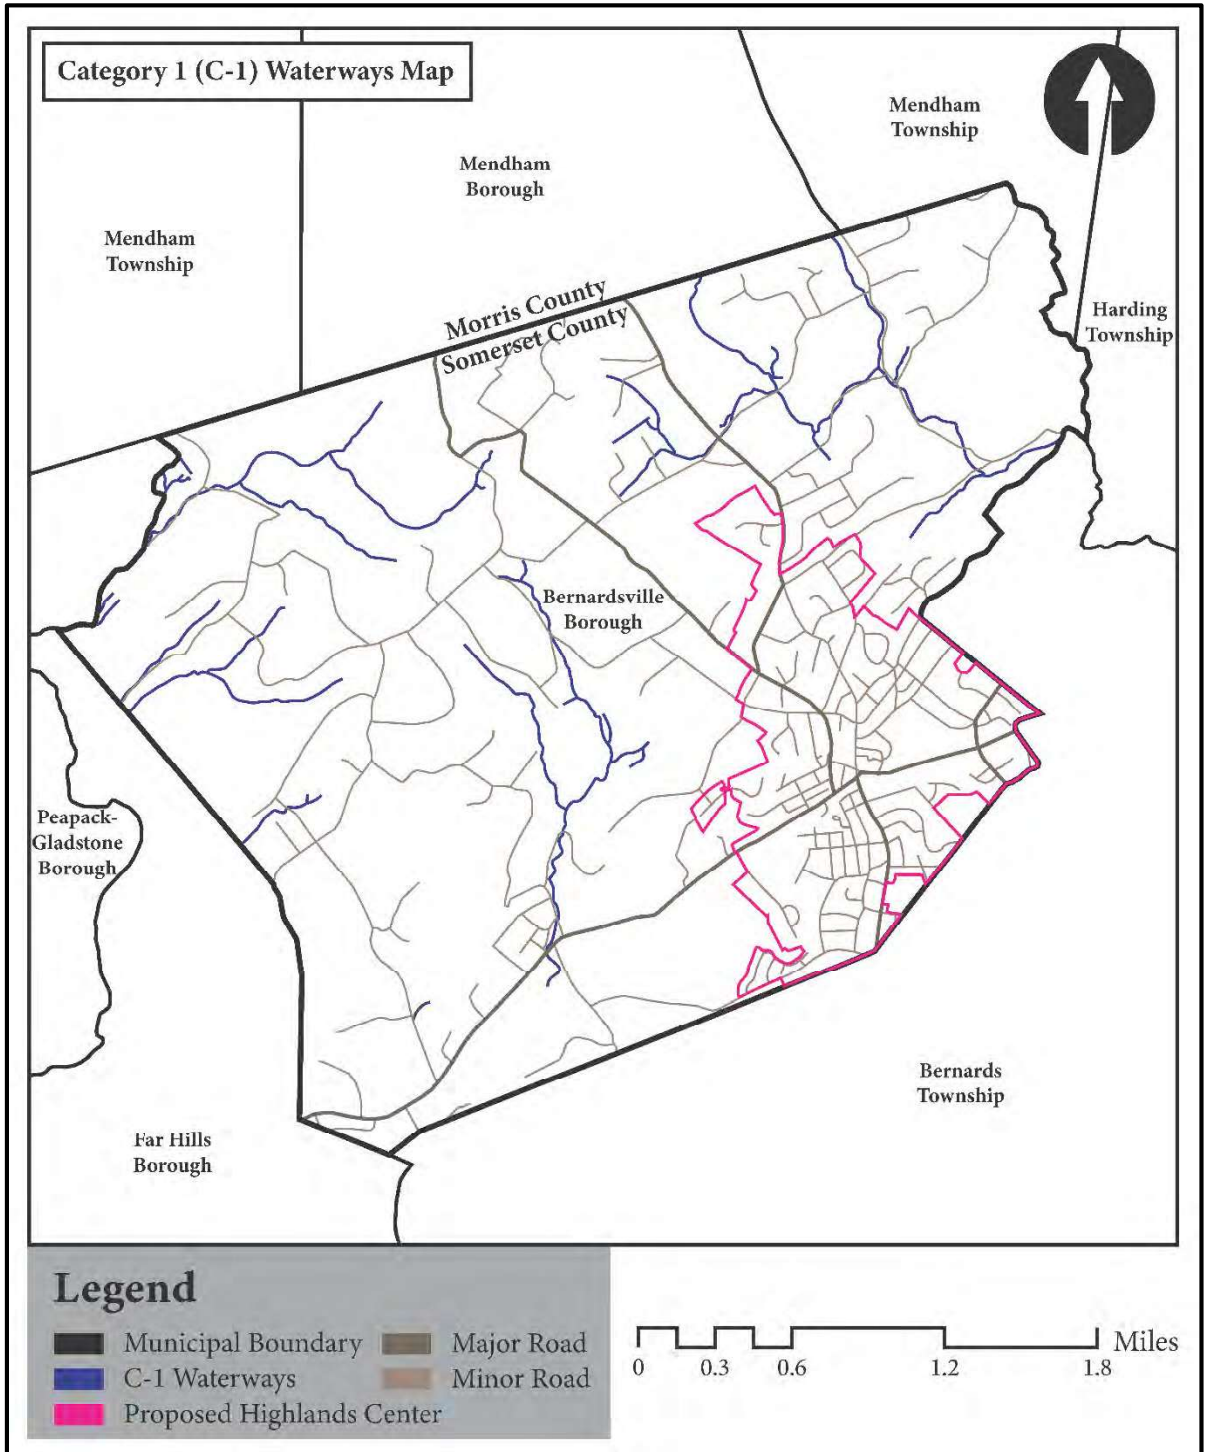 Category 1 (C-1) Waterways Map
Mendham
Township
Mendham
Borough
Mendham
Township
Morris County
Somerset County
Harding
Township
Bernardsville
Borough
Peapack-
Gladstone
Borough
Bernards
Township
Far Hills
Borough
Legend
Municipal Boundary
Major Road
C-1 Waterways
Minor Road
Proposed Highlands Center
Miles
0 0.3 0.6 1.2 1.8